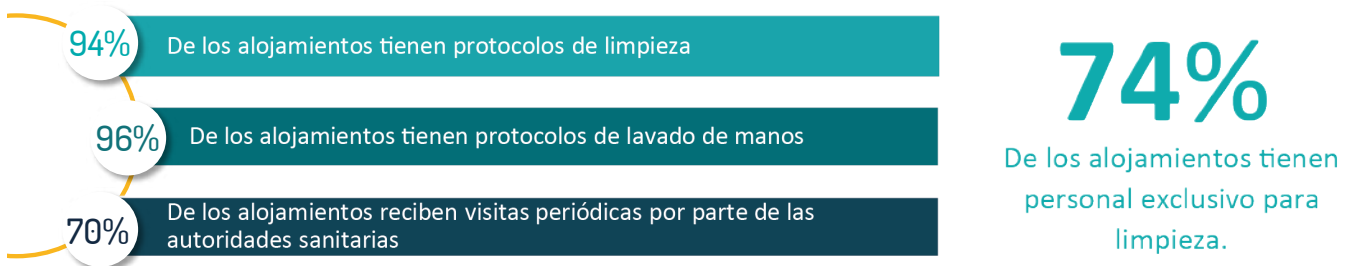 94%
De los alojamientos tienen protocolos de limpieza
96%
De los alojamientos tienen protocolos de lavado de manos
70%
De los alojamientos reciben visitas periódicas por parte de las
autoridades sanitarias
74%
De los alojamientos tienen
personal exclusivo para
limpieza.